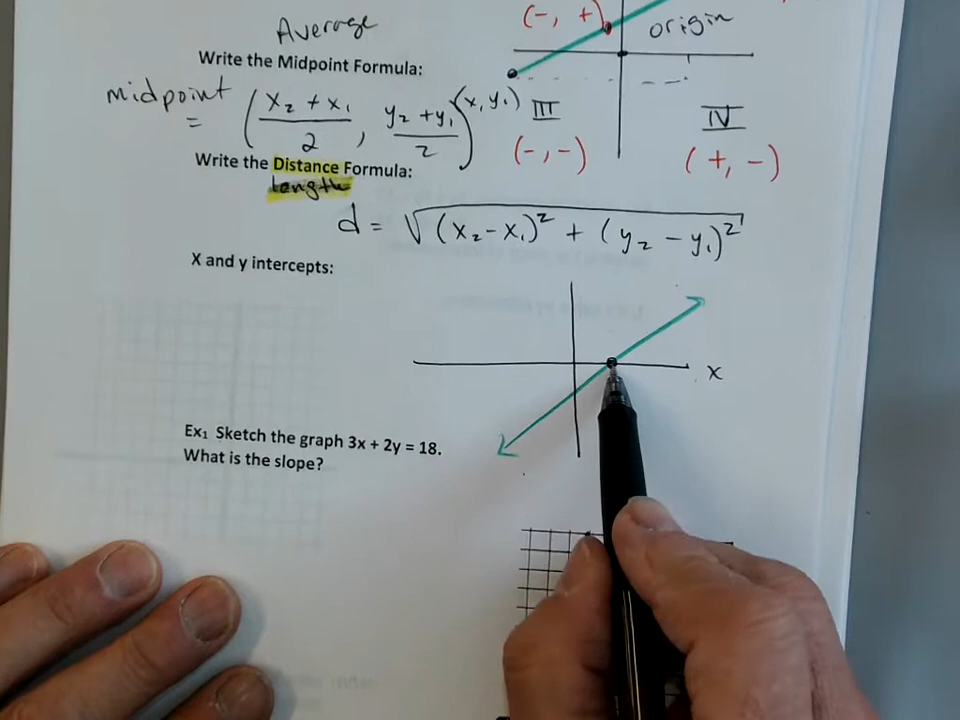 (-, +)
origin
Average
Write the Midpoint Formula:
midpoint = (x₂ + x₁ / 2, y₂ + y₁ / 2)
(x, y₁)
III
IV
(-, -)
(+, -)
Write the Distance Formula:
Length
d = √(x₂ - x₁)² + (y₂ - y₁)²
X and y intercepts:
x
Ex₁ Sketch the graph 3x + 2y = 18.
What is the slope?